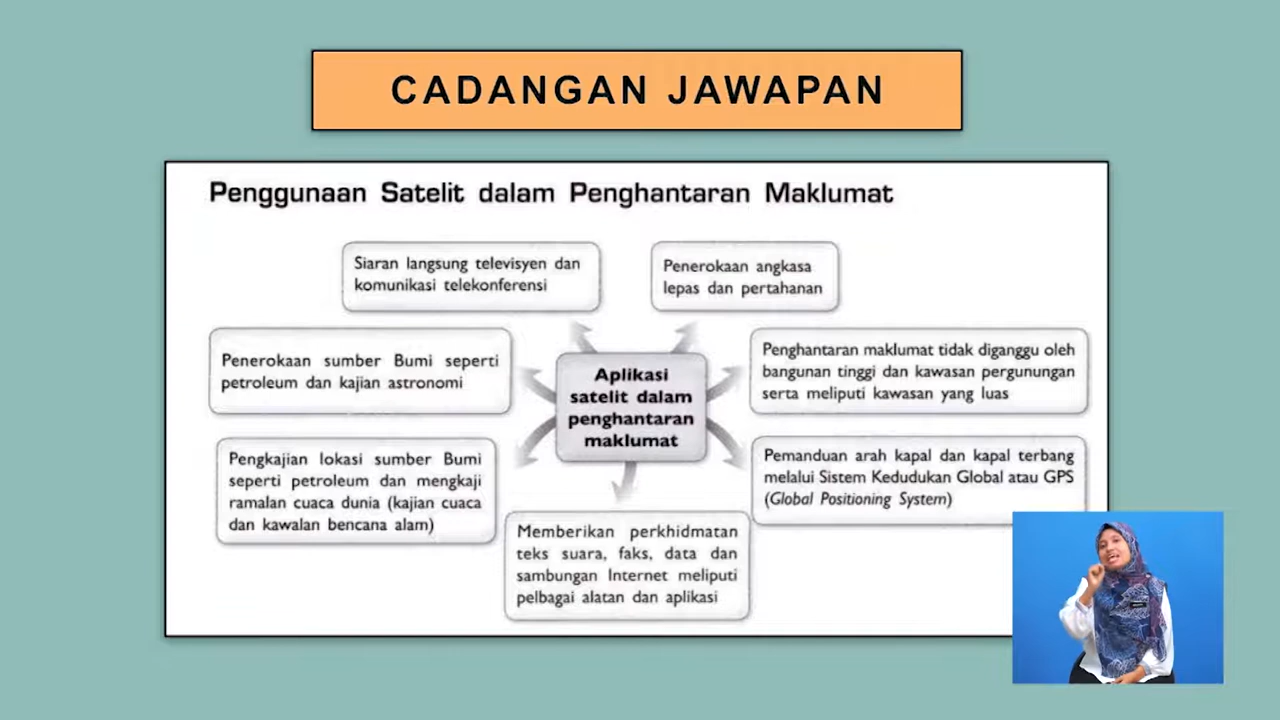 CADANGAN JAWAPAN
Penggunaan Satelit dalam Penghantaran Maklumat
Siaran langsung televisyen dan
komunikasi telekonferensi
Penerokaan angkasa
lepas dan pertahanan
Penerokaan sumber Bumi seperti
petroleum dan kajian astronomi
Aplikasi
satelit dalam
penghantaran
maklumat
Penghantaran maklumat tidak diganggu oleh
bangunan tinggi dan kawasan pergunungan
serta meliputi kawasan yang luas
Pengkajian lokasi sumber Bumi
seperti petroleum dan mengkaji
ramalan cuaca dunia (kajian cuaca
dan kawalan bencana alam)
Pemanduan arah kapal dan kapal terbang
melalui Sistem Kedudukan Global atau GPS
(Global Positioning System)
Memberikan perkhidmatan
teks suara, faks, data dan
sambungan Internet meliputi
pelbagai alatan dan aplikasi